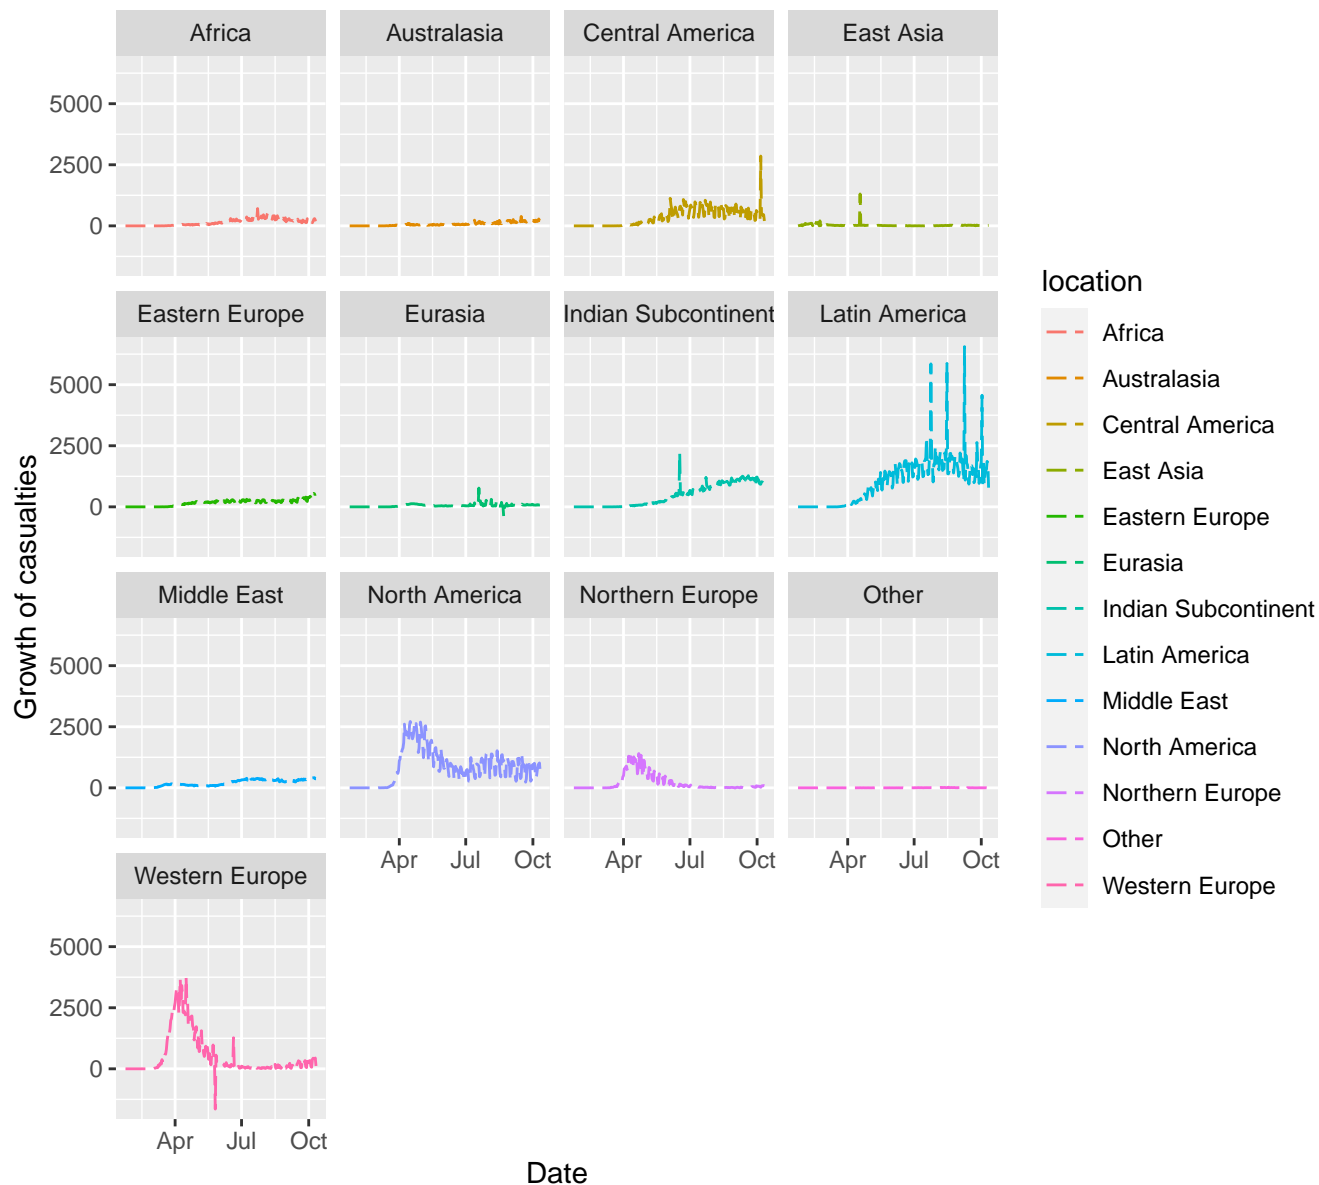 Africa
Australasia
Central America
East Asia
5000
2500
0
Eastern Europe
Eurasia
Indian Subcontinent
Latin America
5000
2500
0
Middle East
North America
Northern Europe
Other
5000
2500
0
Apr Jul Oct
Apr Jul Oct
Apr Jul Oct
Western Europe
5000
2500
0
Apr Jul Oct
Date
Growth of casualties
location
Africa
Australasia
Central America
East Asia
Eastern Europe
Eurasia
Indian Subcontinent
Latin America
Middle East
North America
Northern Europe
Other
Western Europe